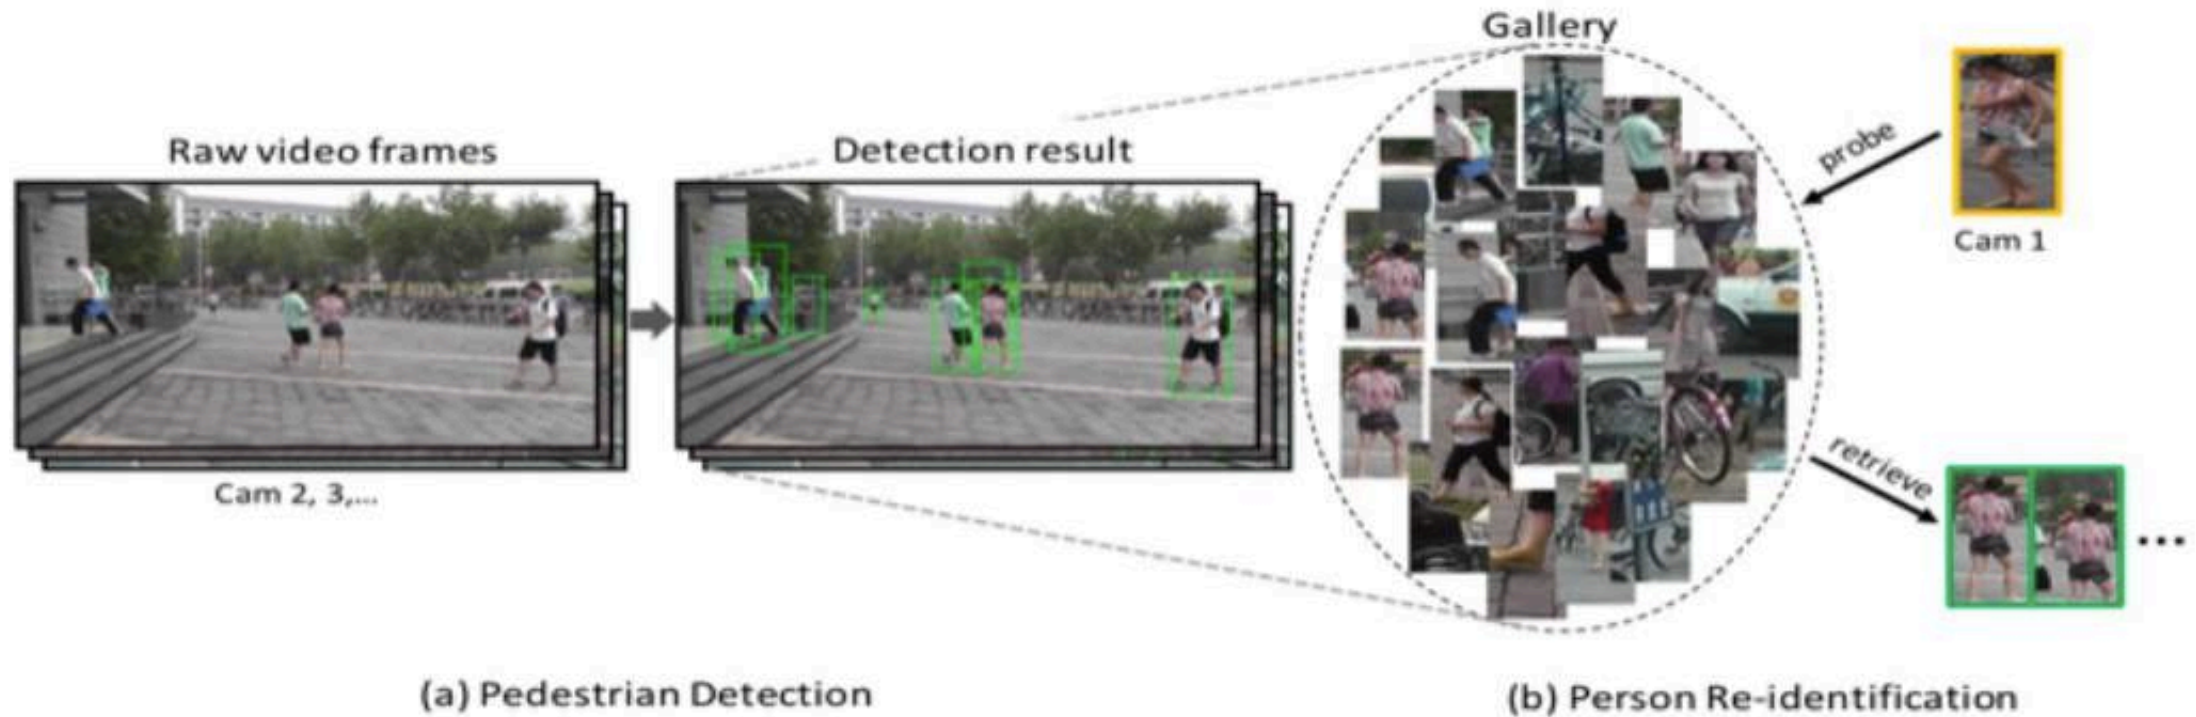 Gallery
Raw video frames
Detection result
probe
Cam 1
retrieve
...
Cam 2, 3,...
(a) Pedestrian Detection
(b) Person Re-identification